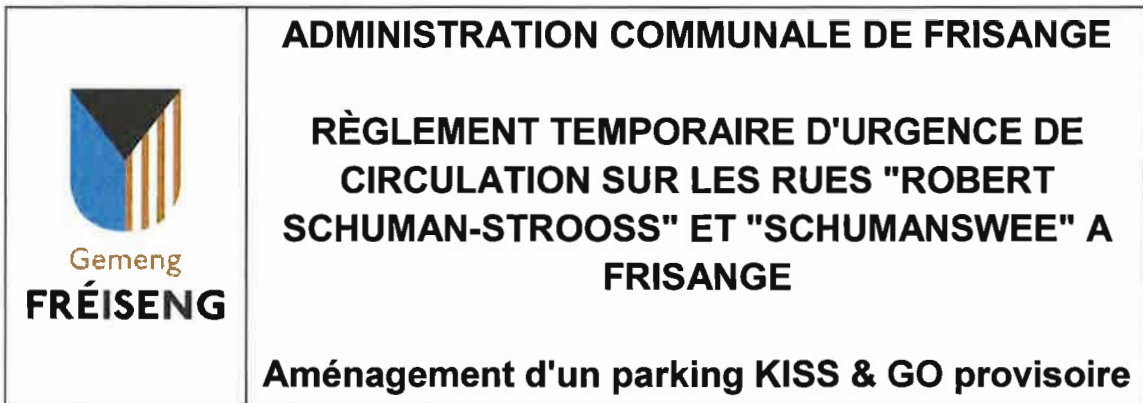 Gemeng
FRÉISENG
ADMINISTRATION COMMUNALE DE FRISANGE
RÈGLEMENT TEMPORAIRE D'URGENCE DE
CIRCULATION SUR LES RUES "ROBERT
SCHUMAN-STROOSS" ET "SCHUMANSWEE" A
FRISANGE
Aménagement d'un parking KISS & GO provisoire